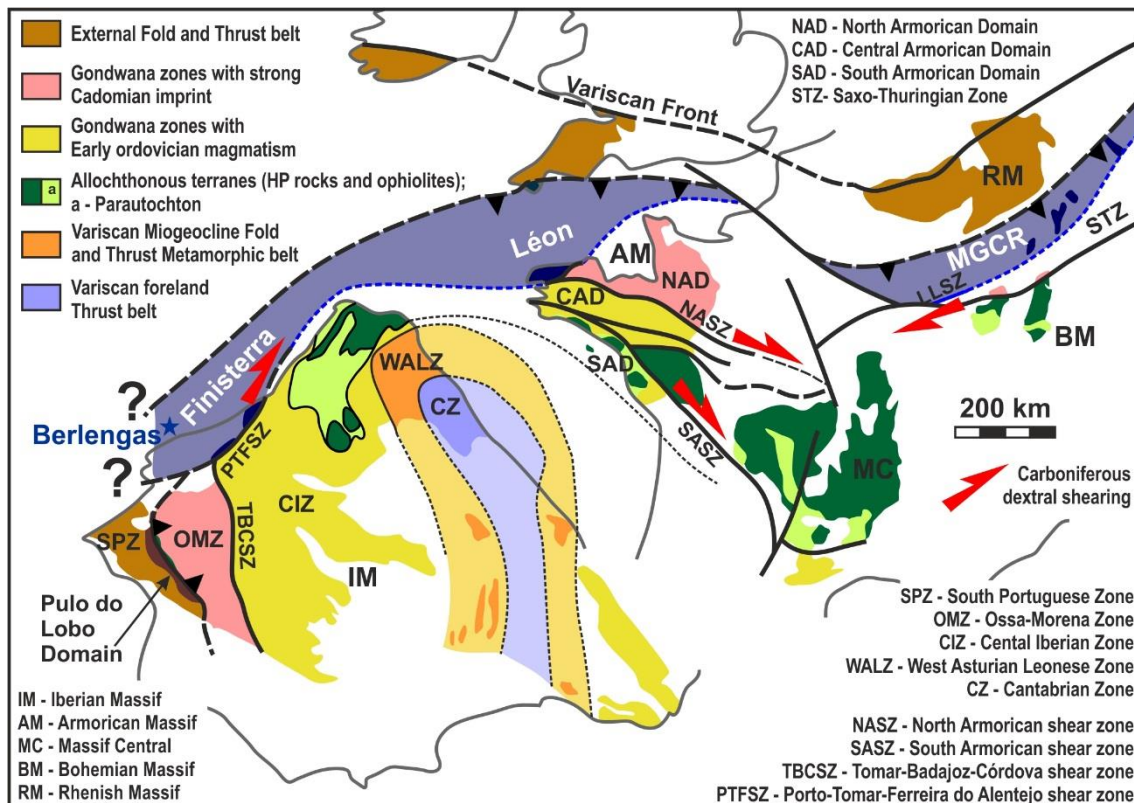 External Fold and Thrust belt
Gondwana zones with strong
Cadomian imprint
Gondwana zones with
Early ordovician magmatism
a
Allochthonous terranes (HP rocks and ophiolites);
a - Parautochton
Variscan Miogeocline Fold
and Thrust Metamorphic belt
Variscan foreland
Thrust belt
NAD - North Armorican Domain
CAD - Central Armorican Domain
SAD - South Armorican Domain
STZ- Saxo-Thuringian Zone
Variscan Front
RM
Léon
AM
NAD
MGCR
STZ
LLSZ
CAD
NASZ
BM
Finisterra
WALZ
SAD
CZ
?
Berlengas
200 km
SASZ
MC
Carboniferous
dextral shearing
?
PTFSZ
CIZ
TBCSZ
SPZ
OMZ
IM
Pulo do
Lobo
Domain
SPZ - South Portuguese Zone
OMZ - Ossa-Morena Zone
CIZ - Cental Iberian Zone
WALZ - West Asturian Leonese Zone
CZ - Cantabrian Zone
IM - Iberian Massif
AM - Armorican Massif
MC - Massif Central
BM - Bohemian Massif
RM - Rhenish Massif
NASZ - North Armorican shear zone
SASZ - South Armorican shear zone
TBCSZ - Tomar-Badajoz-Córdova shear zone
PTFSZ - Porto-Tomar-Ferreira do Alentejo shear zone